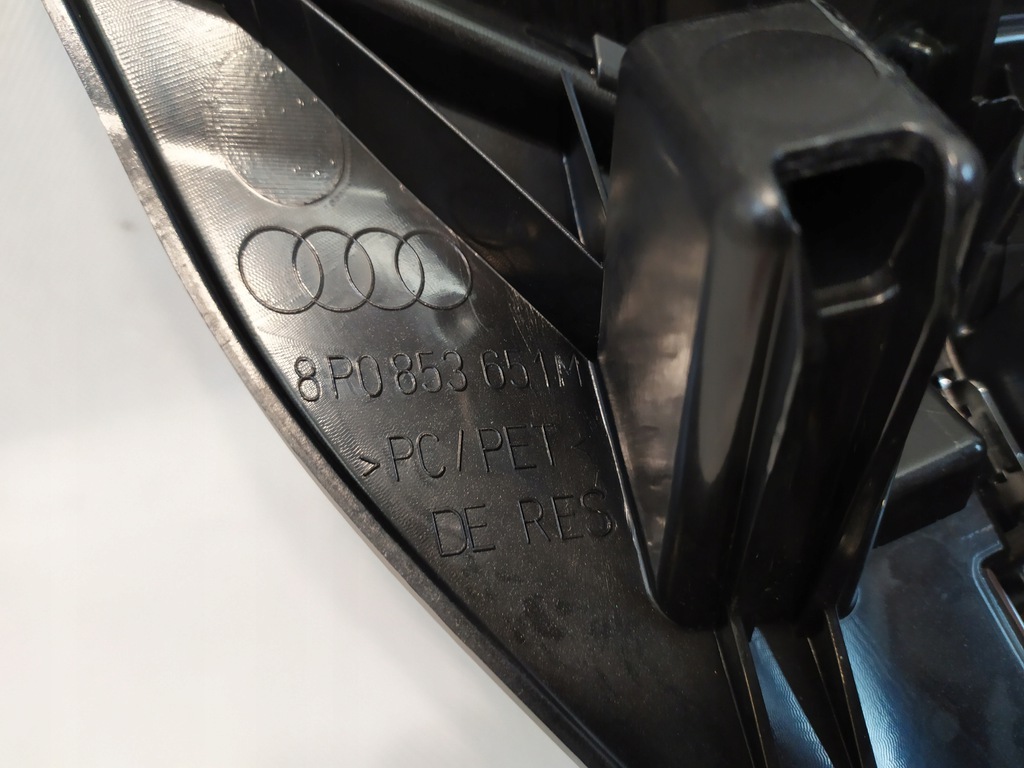 8P0 853 651M
>PC/PET<
DE RES